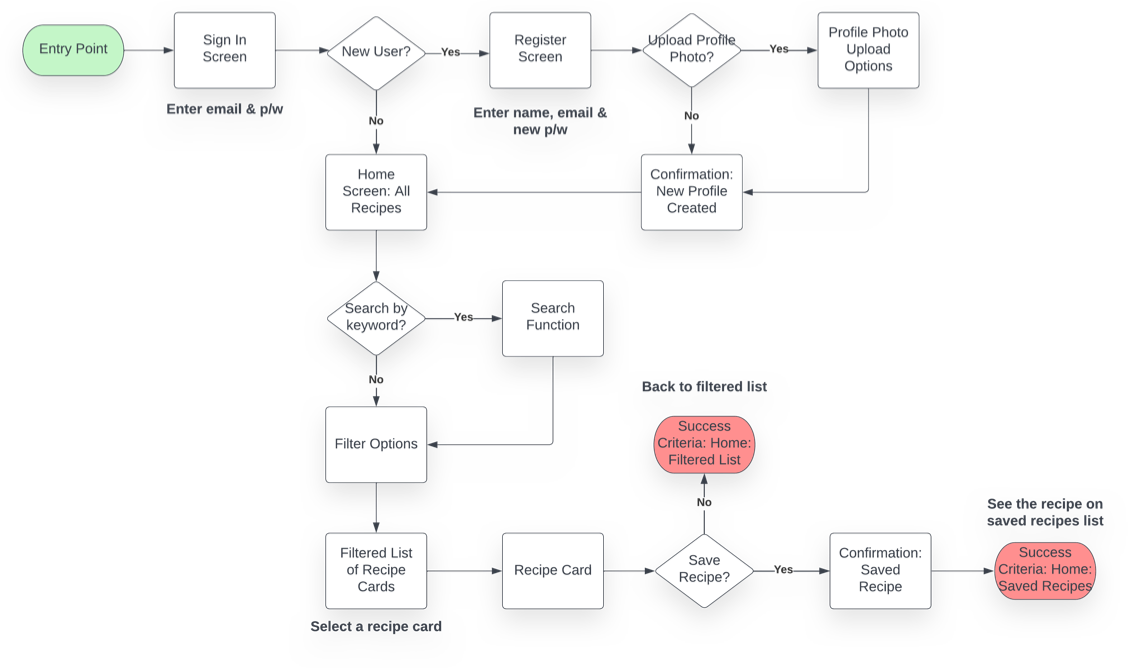 Entry Point
Sign In
Screen
New User?
Yes
Register
Screen
Upload Profile
Photo?
Yes
Profile Photo
Upload
Options
Enter email & p/w
Enter name, email &
new p/w
No
No
Home
Screen: All
Recipes
Confirmation:
New Profile
Created
Search by
keyword?
Yes
Search
Function
No
Filter Options
Back to filtered list
Success
Criteria: Home:
Filtered List
No
See the recipe on
saved recipes list
Filtered List
of Recipe
Cards
Recipe Card
Save
Recipe?
Yes
Confirmation:
Saved
Recipe
Success
Criteria: Home:
Saved Recipes
Select a recipe card